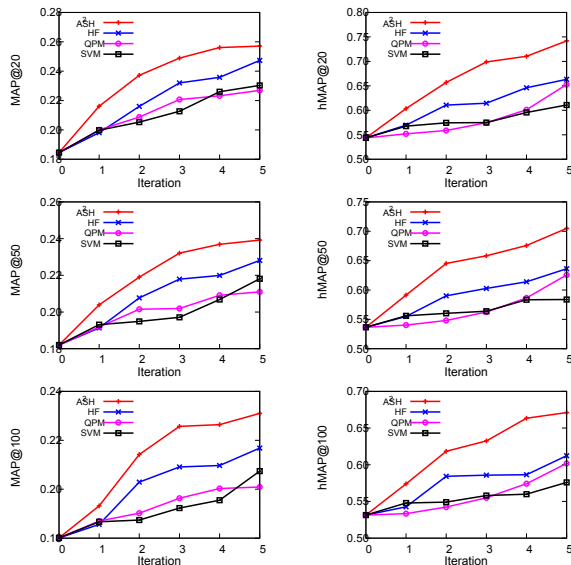 MAP@20
0.28
0.26
0.24
0.22
0.20
0.18
A²SH
HF
QPM
SVM
0 1 2 3 4 5
Iteration
hMAP@20
0.80
0.75
0.70
0.65
0.60
0.55
0.50
A²SH
HF
QPM
SVM
0 1 2 3 4 5
Iteration
MAP@50
0.26
0.24
0.22
0.20
0.18
A²SH
HF
QPM
SVM
0 1 2 3 4 5
Iteration
hMAP@50
0.75
0.70
0.65
0.60
0.55
0.50
A²SH
HF
QPM
SVM
0 1 2 3 4 5
Iteration
MAP@100
0.24
0.22
0.20
0.18
A²SH
HF
QPM
SVM
0 1 2 3 4 5
Iteration
hMAP@100
0.70
0.65
0.60
0.55
0.50
A²SH
HF
QPM
SVM
0 1 2 3 4 5
Iteration